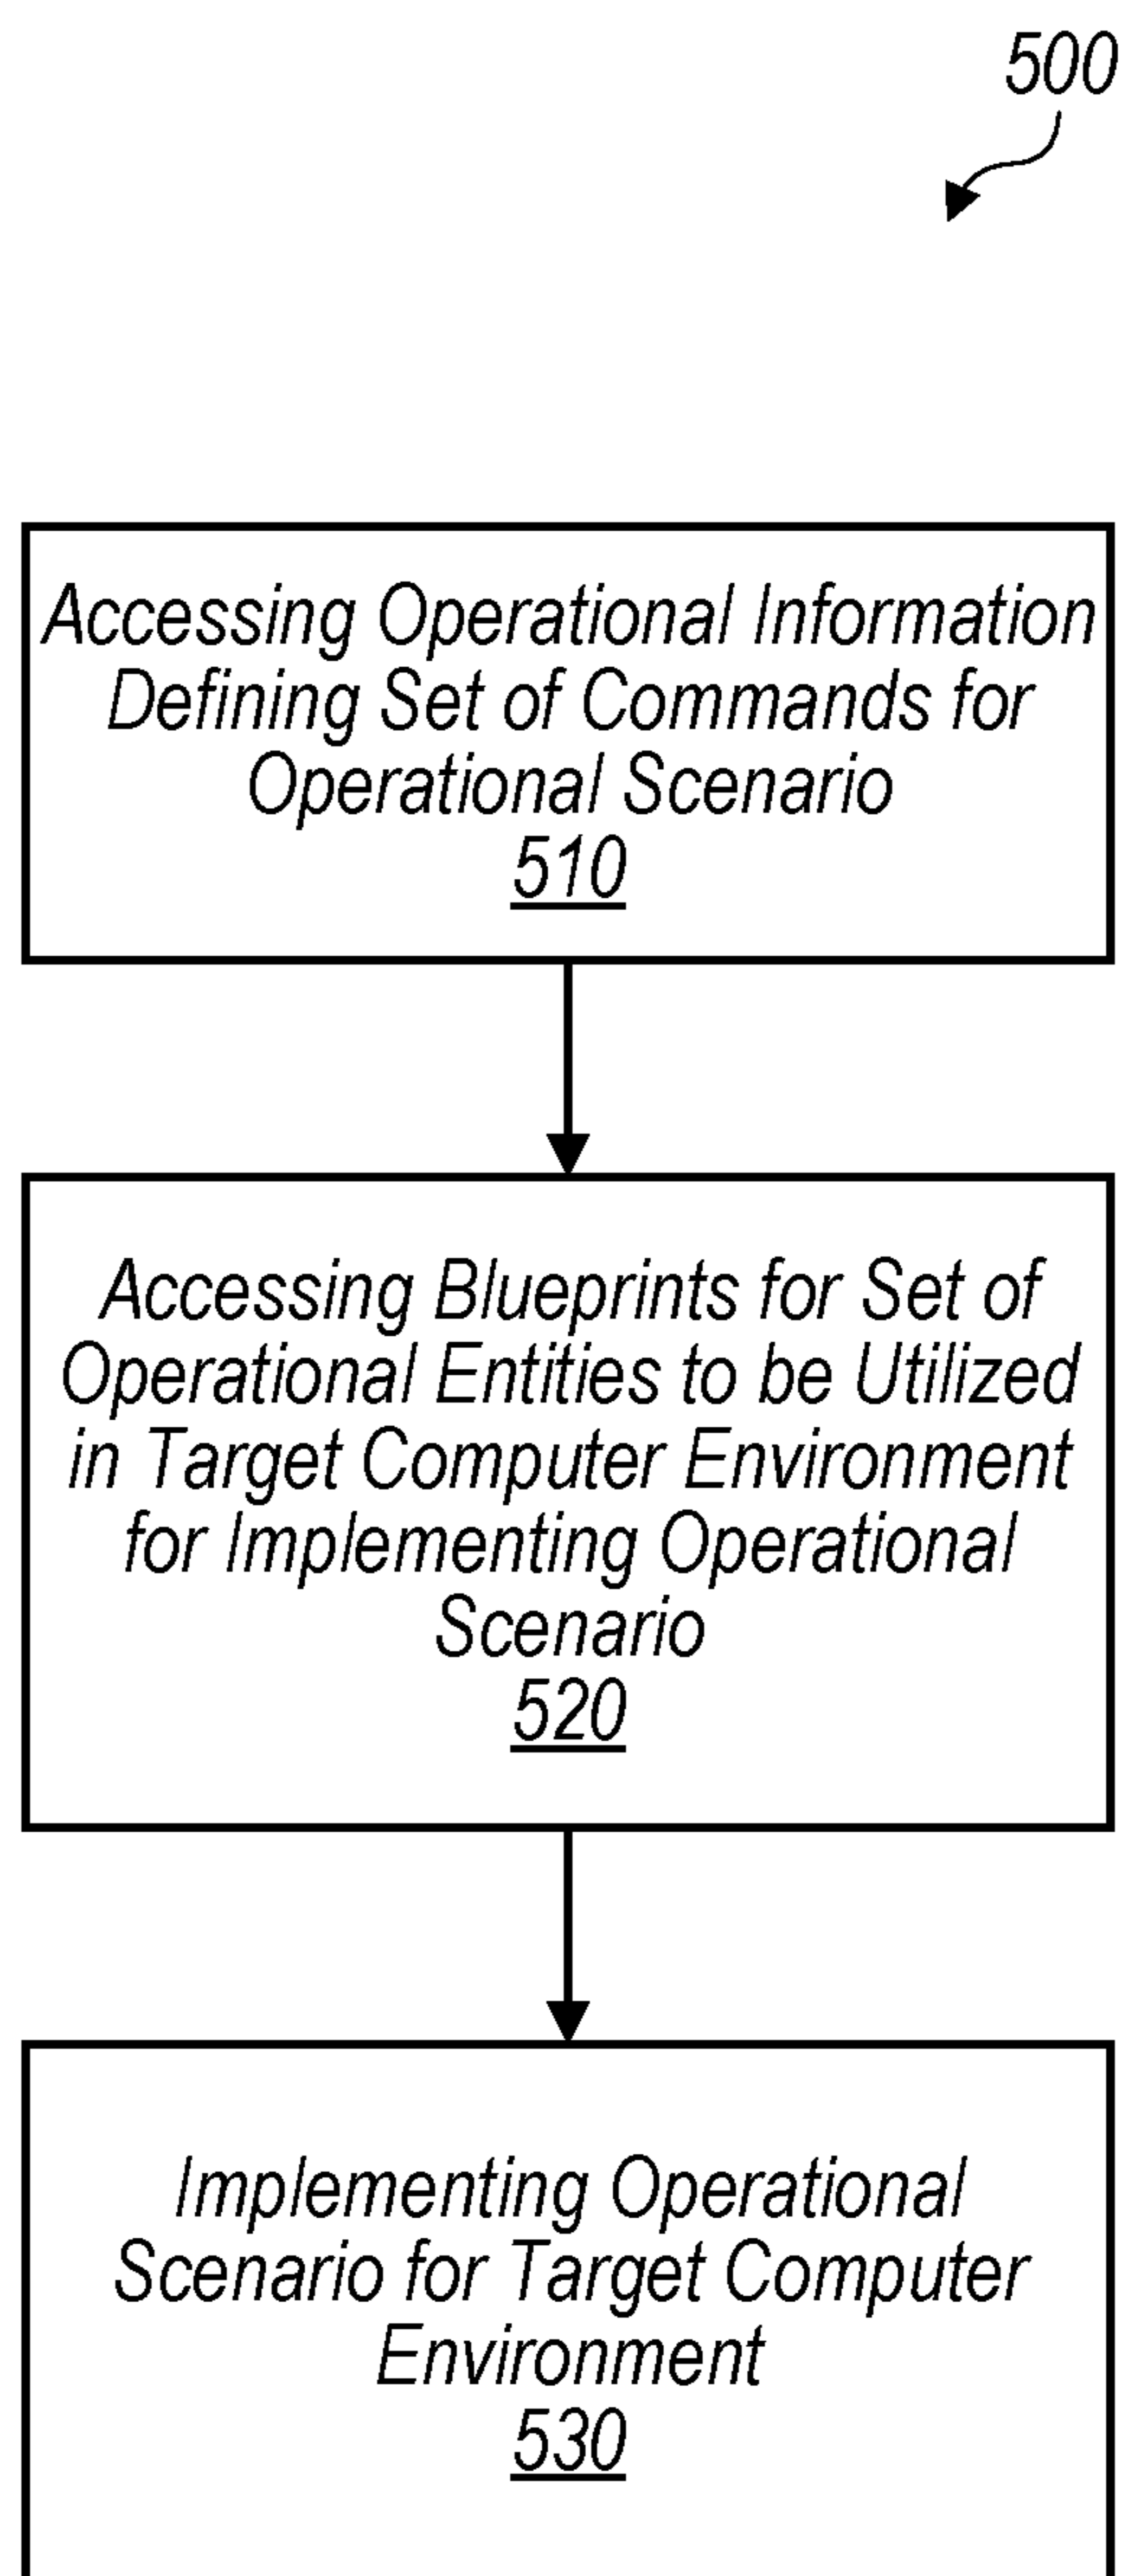 500
Accessing Operational Information
Defining Set of Commands for
Operational Scenario
510
Accessing Blueprints for Set of
Operational Entities to be Utilized
in Target Computer Environment
for Implementing Operational
Scenario
520
Implementing Operational
Scenario for Target Computer
Environment
530